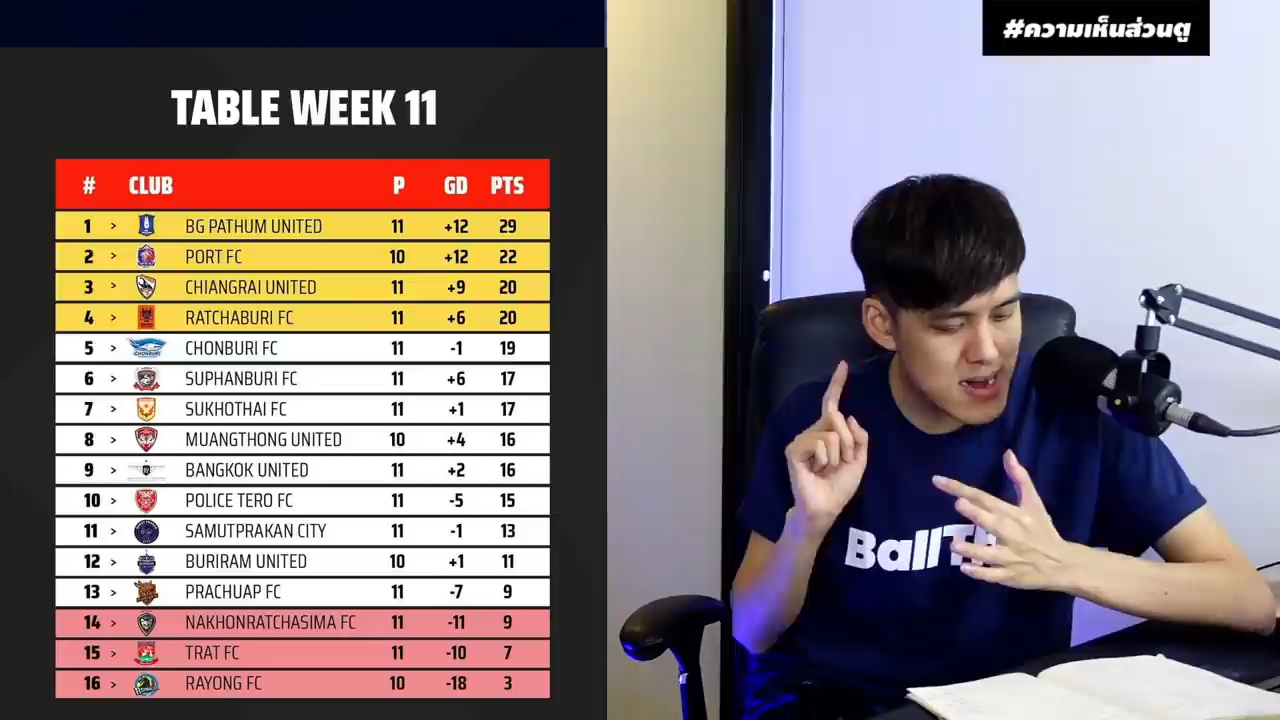 #ความเห็นส่วนตู
TABLE WEEK 11
# CLUB P GD PTS
1 > BG PATHUM UNITED 11 +12 29
2 > PORT FC 10 +12 22
3 > CHIANGRAI UNITED 11 +9 20
4 > RATCHABURI FC 11 +6 20
5 > CHONBURI FC 11 -1 19
6 > SUPHANBURI FC 11 +6 17
7 > SUKHOTHAI FC 11 +1 17
8 > MUANGTHONG UNITED 10 +4 16
9 > BANGKOK UNITED 11 +2 16
10 > POLICE TERO FC 11 -5 15
11 > SAMUTPRAKAN CITY 11 -1 13
12 > BURIRAM UNITED 10 +1 11
13 > PRACHUAP FC 11 -7 9
14 > NAKHONRATCHASIMA FC 11 -11 9
15 > TRAT FC 11 -10 7
16 > RAYONG FC 10 -18 3